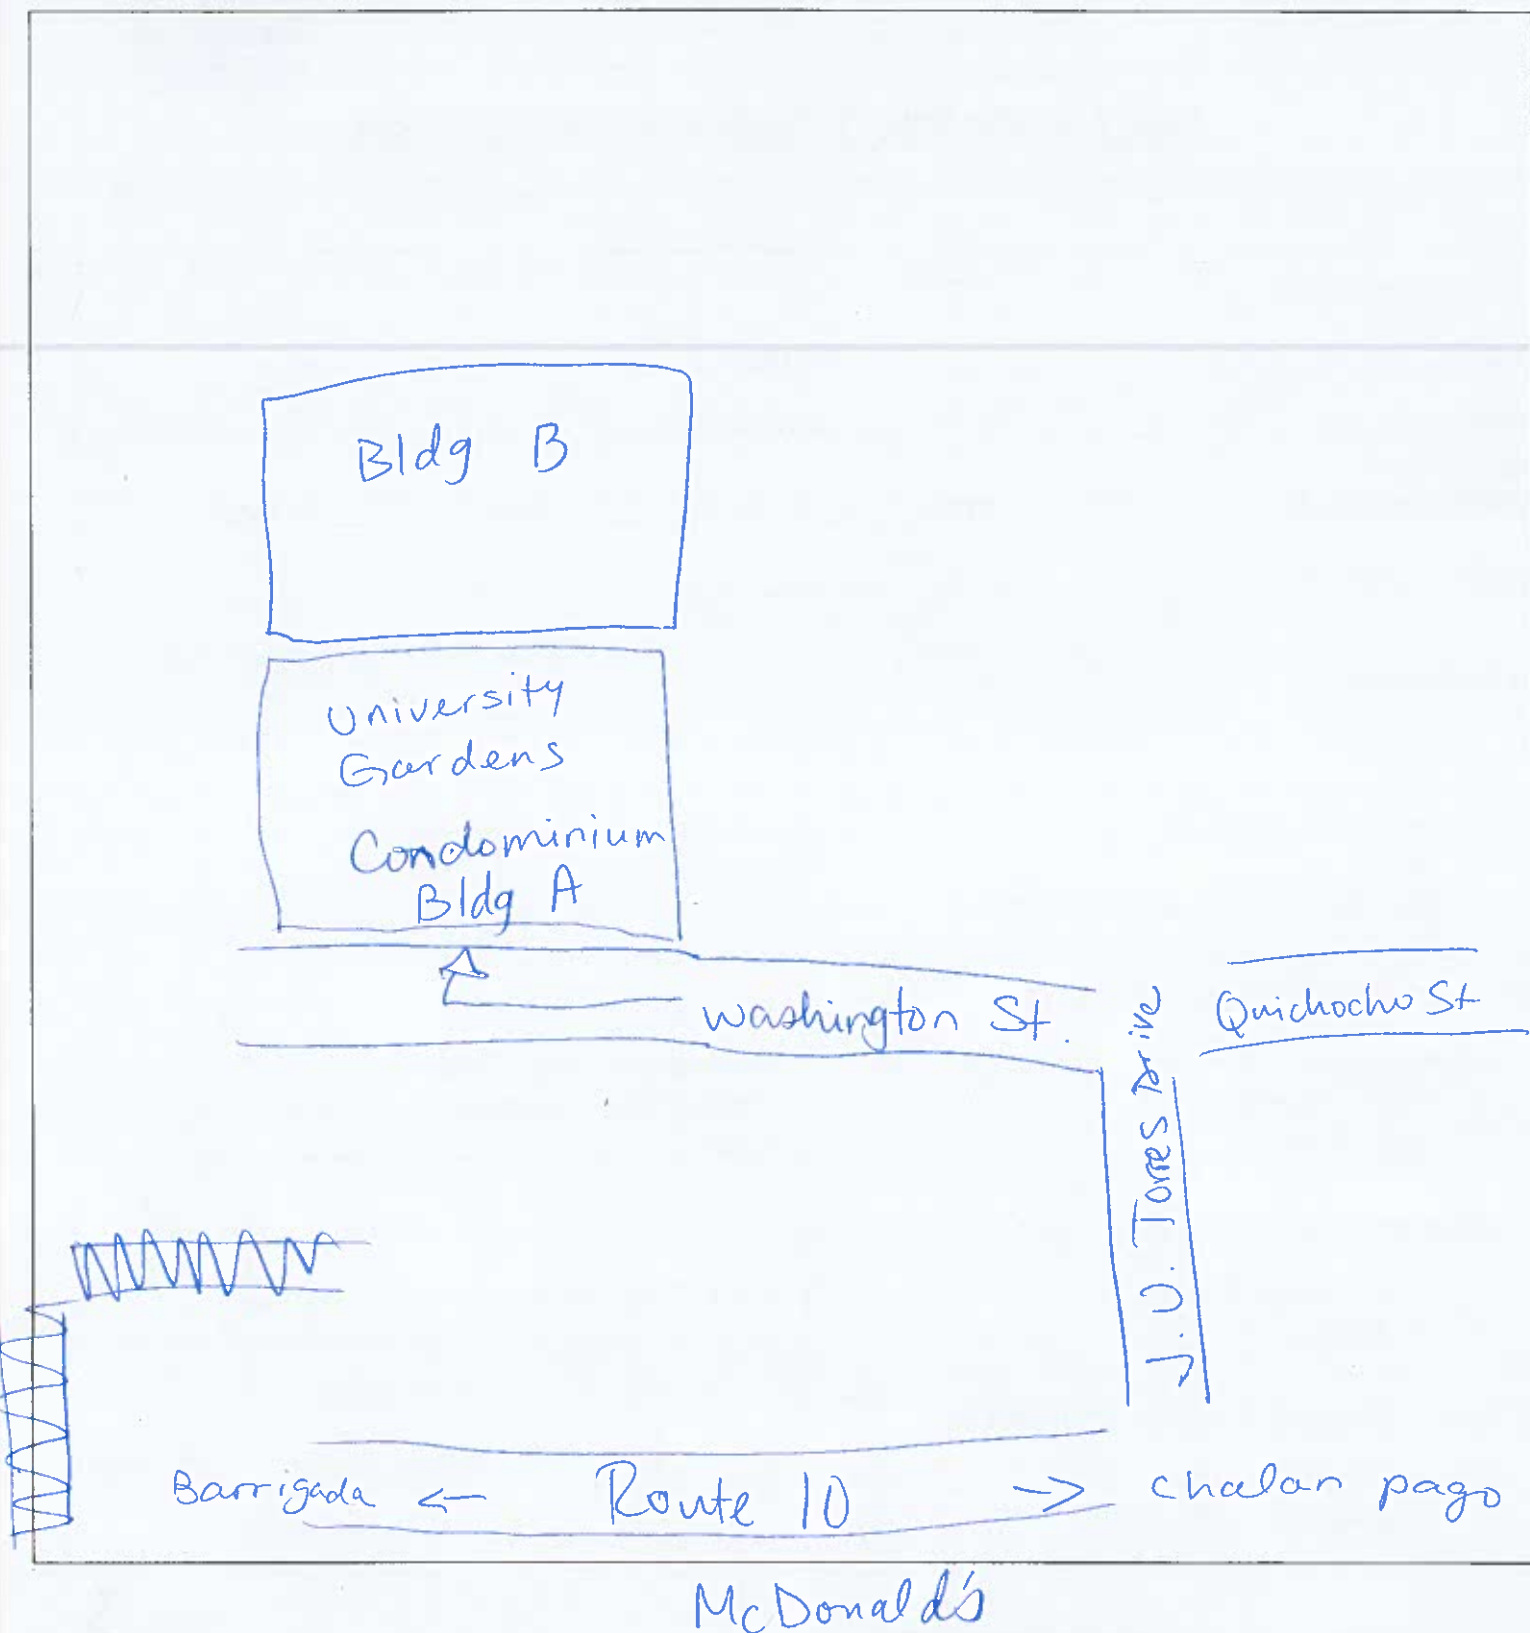 Bldg B
University
Gardens
Condominium
Bldg A
Washington St.
Quichocho St
J.U. Torres Drive
Barrigada ← Route 10 → chalan pago
McDonald's